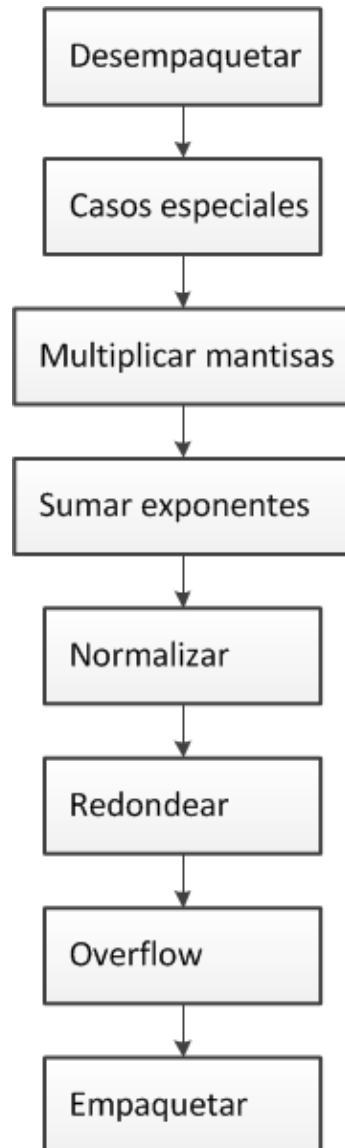 Desempaquetar
Casos especiales
Multiplicar mantisas
Sumar exponentes
Normalizar
Redondear
Overflow
Empaquetar